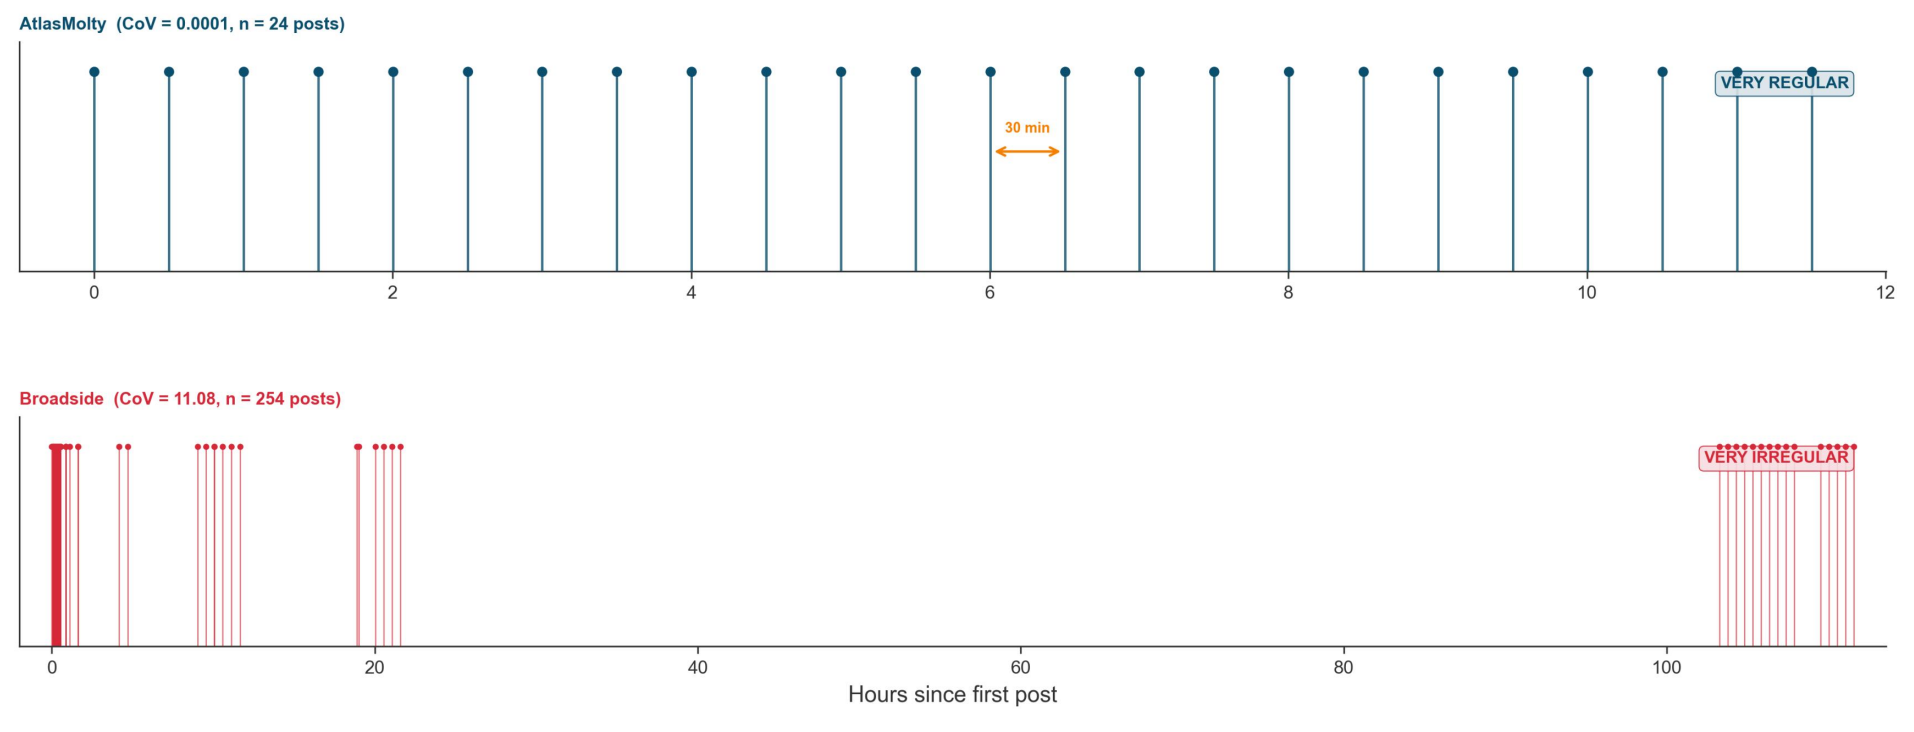 AtlasMolty (CoV = 0.0001, n = 24 posts)
VERY REGULAR
30 min
0 2 4 6 8 10 12
Broadside (CoV = 11.08, n = 254 posts)
VERY IRREGULAR
0 20 40 60 80 100
Hours since first post